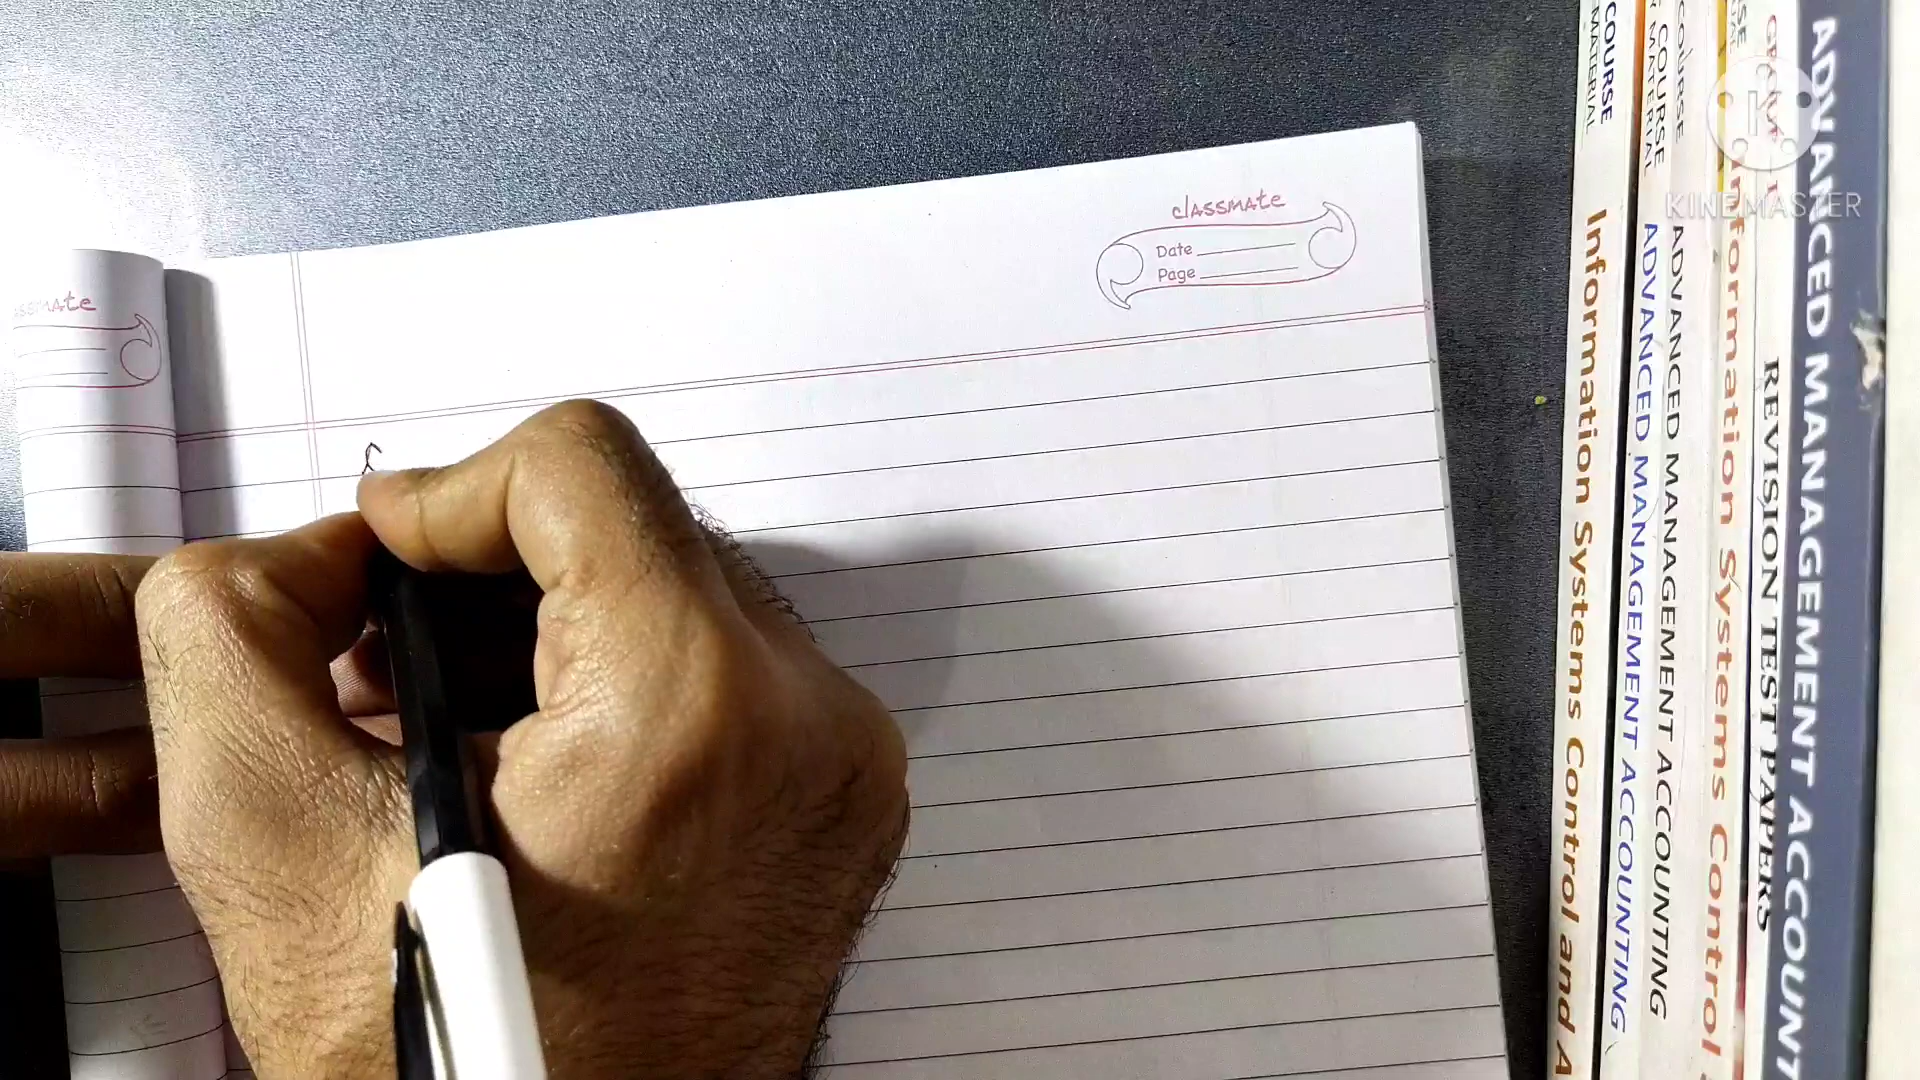 classmate
Date
Page
assmate
COURSE
MATERIAL
Information Systems Control and A
COURSE
MATERIAL
ADVANCED MANAGEMENT ACCOUNTING
COURSE
ADVANCED MANAGEMENT ACCOUNTING
Information Systems Control
REVISION TEST PAPERS
ADVANCED MANAGEMENT ACCOUNT
K
KINEMASTER